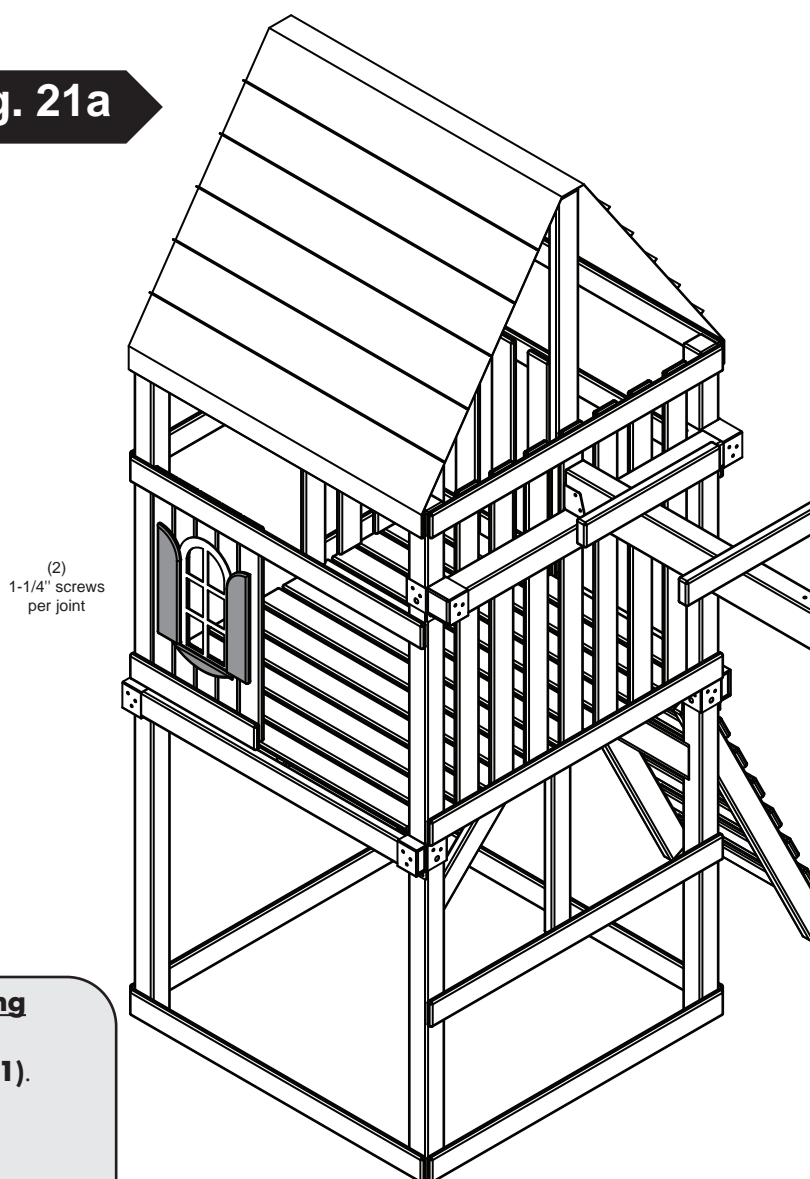 g. 21a
(2)
1-1/4" screws
per joint
ng
1).